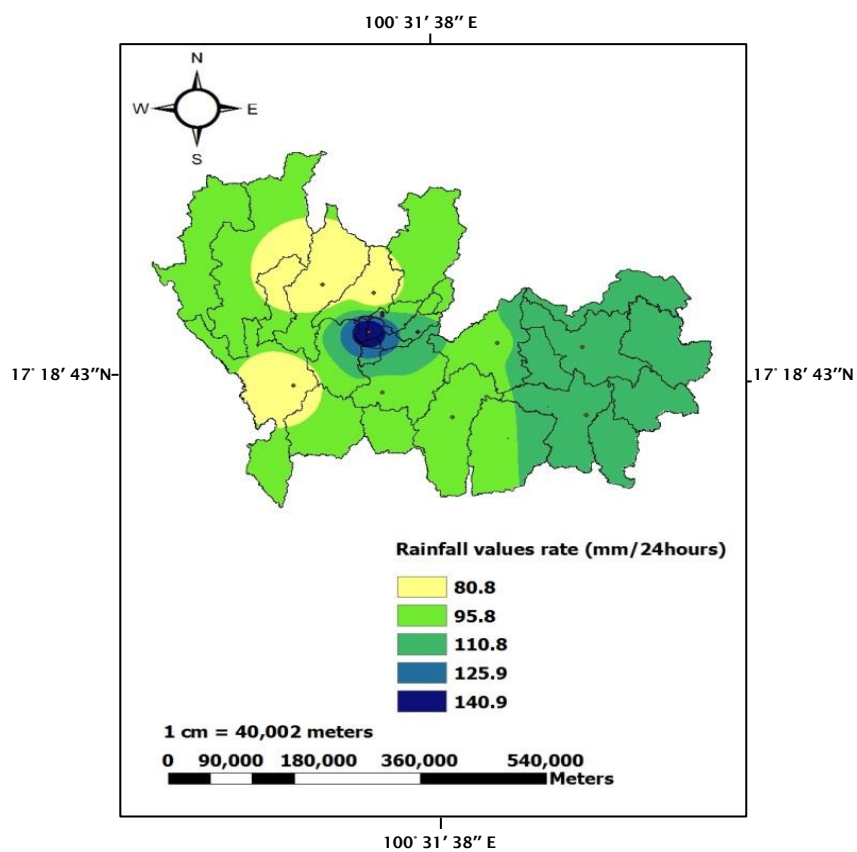 100° 31' 38" E
N
W E
S
17° 18' 43"N
17° 18' 43"N
Rainfall values rate (mm/24hours)
80.8
95.8
110.8
125.9
140.9
1 cm = 40,002 meters
0 90,000 180,000 360,000 540,000
Meters
100° 31' 38" E